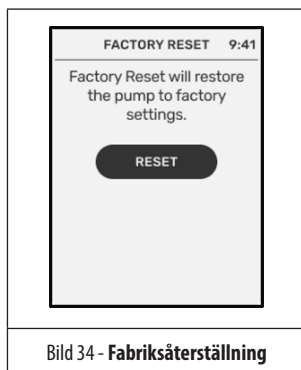 FACTORY RESET 9:41
Factory Reset will restore
the pump to factory
settings.
RESET
Bild 34 - Fabriksåterställning